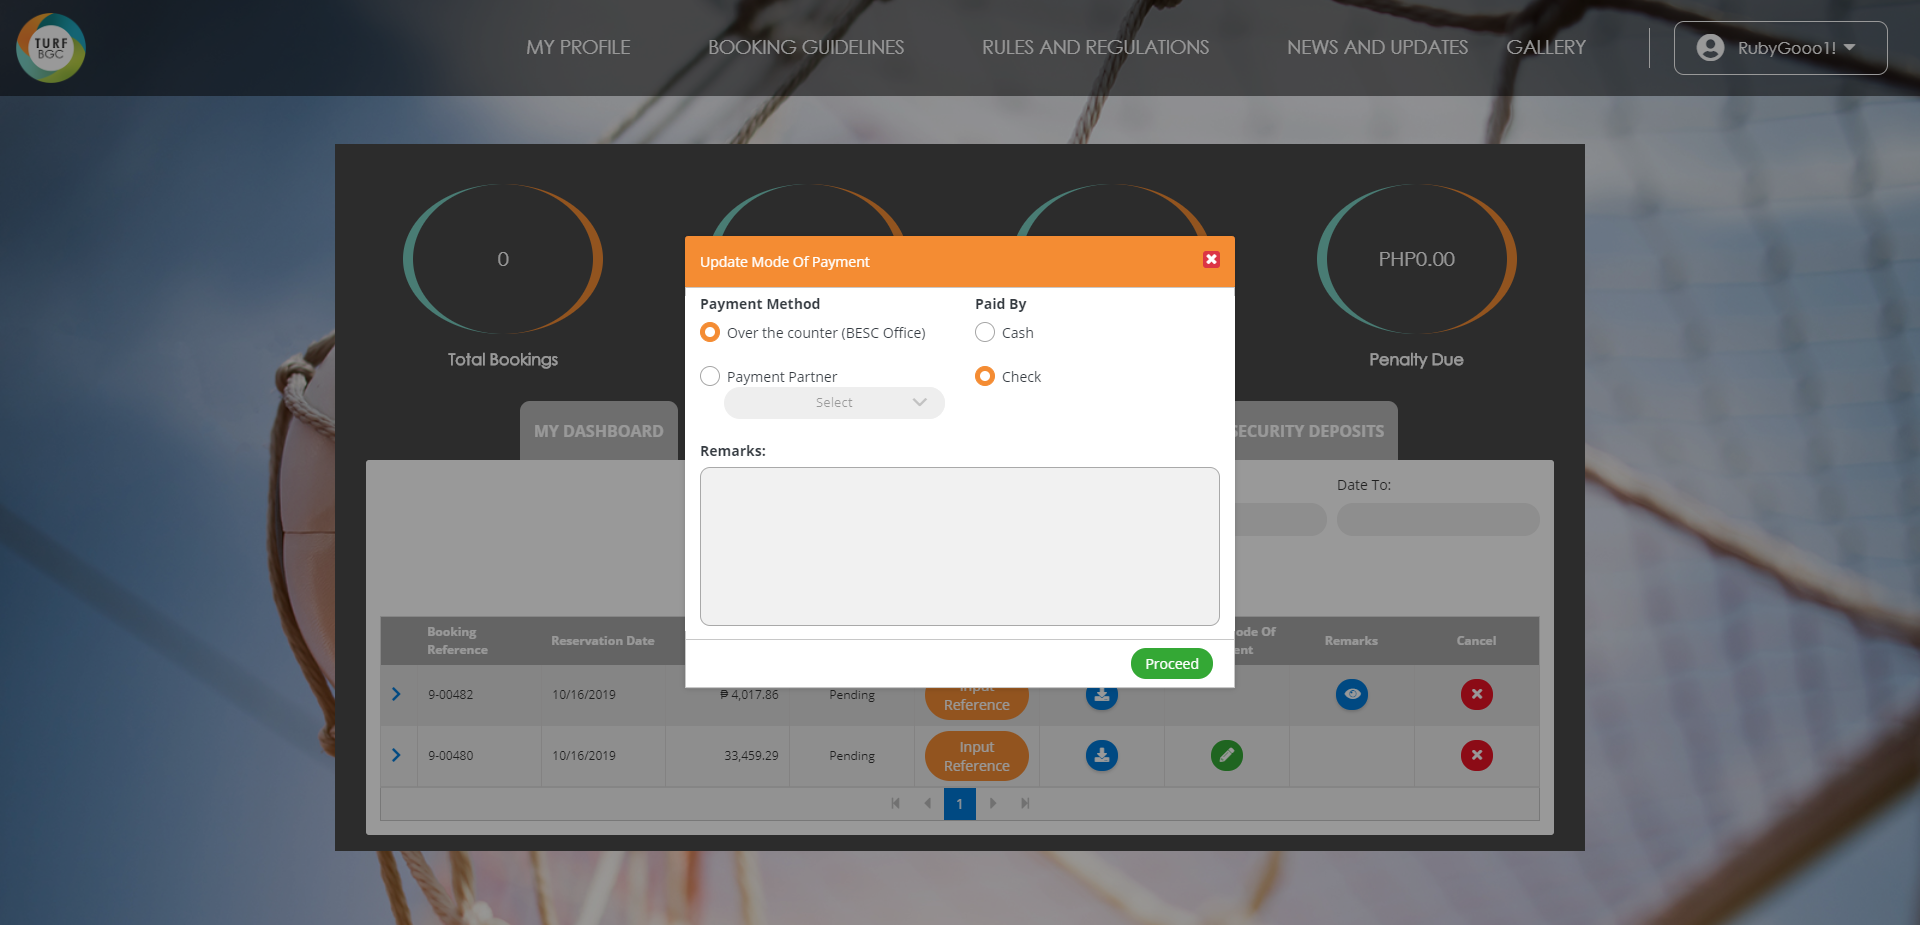 TURF
BGC
MY PROFILE
BOOKING GUIDELINES
RULES AND REGULATIONS
NEWS AND UPDATES
GALLERY
RubyGooo1!
0
PHP0.00
Total Bookings
Penalty Due
Update Mode Of Payment
Payment Method
Paid By
Over the counter (BESC Office)
Cash
Payment Partner
Check
Select
MY DASHBOARD
SECURITY DEPOSITS
Remarks:
Date To:
Booking
Reference
Reservation Date
ode Of
ent
Remarks
Cancel
Proceed
9-00482
10/16/2019
₱ 4,017.86
Pending
Input
Reference
9-00480
10/16/2019
33,459.29
Pending
Input
Reference
1